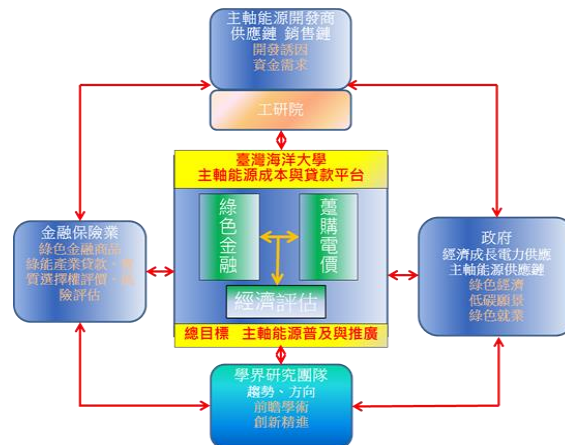 主軸能源開發商
供應鏈 銷售鏈
開發誘因
資金需求
工研院
臺灣海洋大學
主軸能源成本與貸款平台
綠色金融
躉購電價
經濟評估
總目標 主軸能源普及與推廣
金融保險業
綠色金融商品
綠能產業貸款、實
質選擇權評價、風
險評估
政府
經濟成長電力供應
主軸能源供應鏈
綠色經濟
低碳願景
綠色就業
學界研究團隊
趨勢、方向
前瞻學術
創新精進